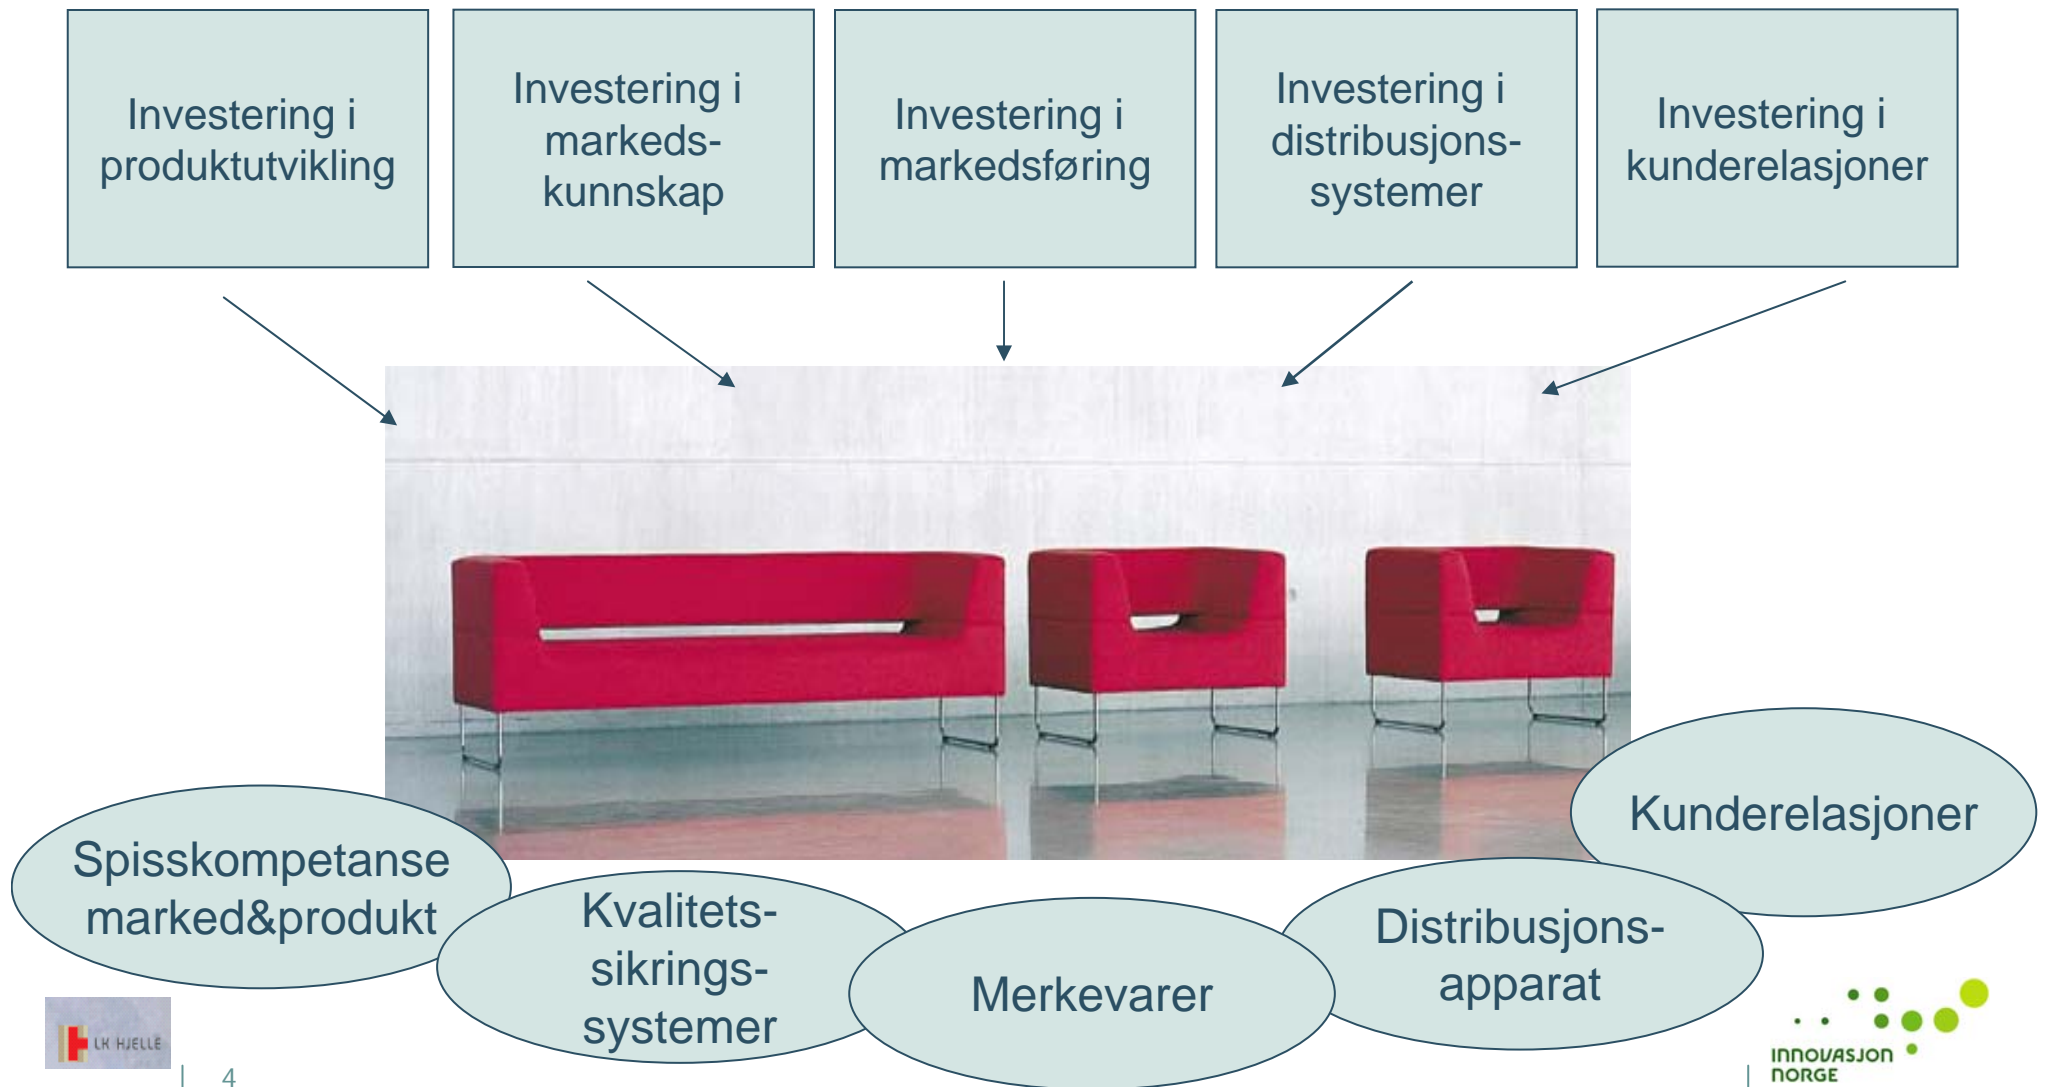 Investering i
produktutvikling
Investering i
markeds-
kunnskap
Investering i
markedsføring
Investering i
distribusjons-
systemer
Investering i
kunderelasjoner
Spisskompetanse
marked&produkt
Kvalitets-
sikrings-
systemer
Merkevarer
Distribusjons-
apparat
Kunderelasjoner
LK HJELLE
4
INNOVASJON
NORGE